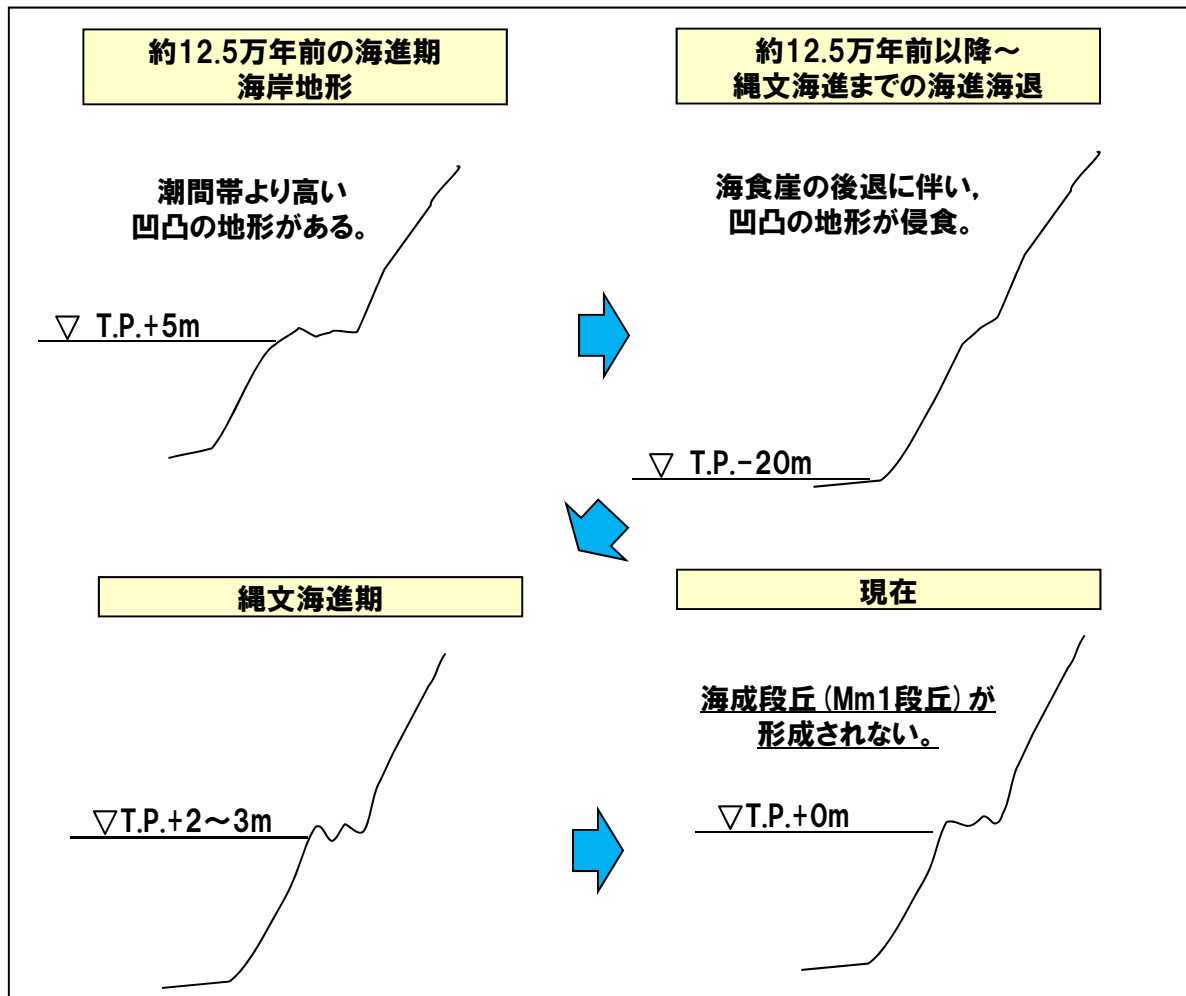 約12.5万年前の海進期
海岸地形
潮間帯より高い
凹凸の地形がある。
▽ T.P.+5m
約12.5万年前以降～
縄文海進までの海進海退
海食崖の後退に伴い,
凹凸の地形が侵食。
▽ T.P.-20m
縄文海進期
▽T.P.+2～3m
現在
海成段丘(Mm1段丘)が
形成されない。
▽T.P.+0m